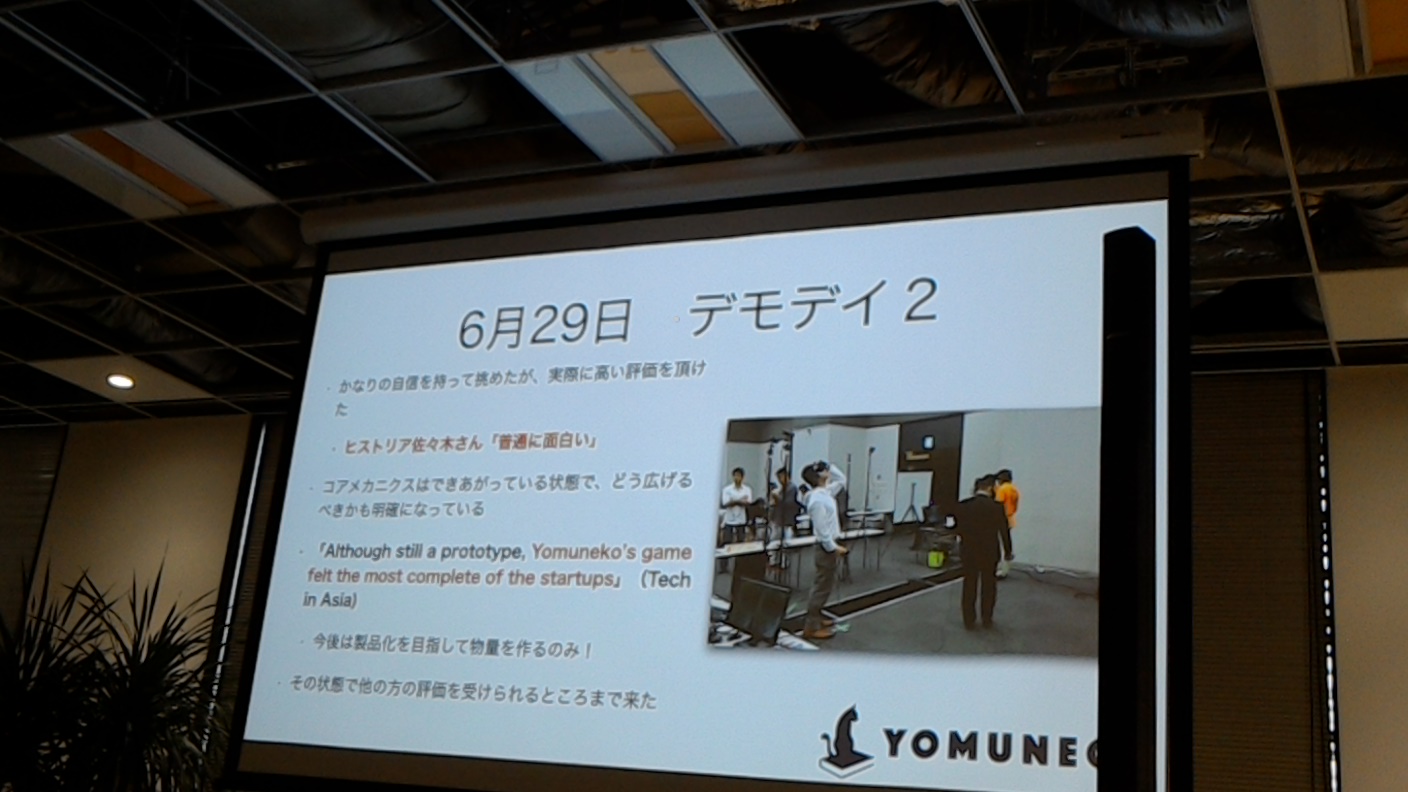 6月29日　デモデイ２
・かなりの自信を持って挑めたが、実際に高い評価を頂け
た
・ヒストリア佐々木さん「普通に面白い」
・コアメカニクスはできあがっている状態で、どう広げる
べきかも明確になっている
・「Although still a prototype, Yomuneko's game
felt the most complete of the startups」（Tech
in Asia)
・今後は製品化を目指して物量を作るのみ！
・その状態で他の方の評価を受けられるところまで来た
YOMUNEC